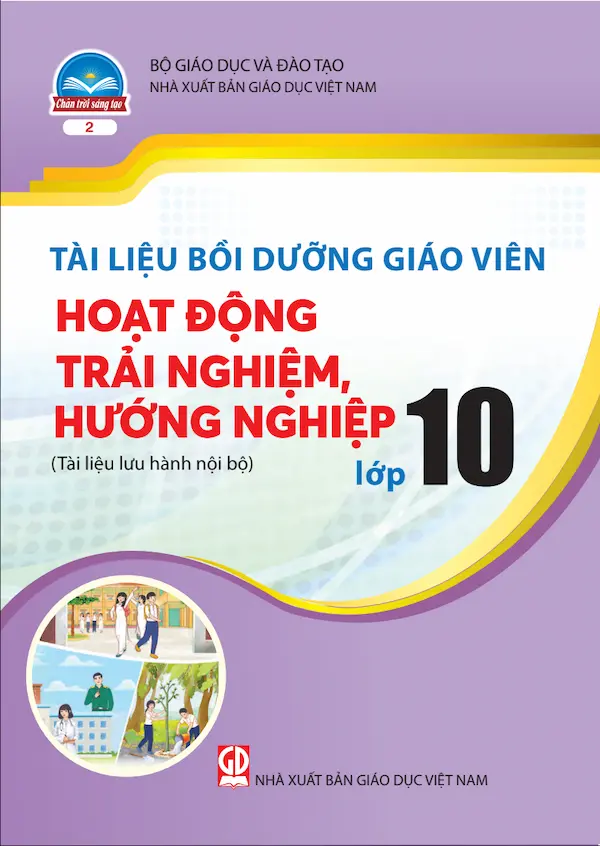 BỘ GIÁO DỤC VÀ ĐÀO TẠO
NHÀ XUẤT BẢN GIÁO DỤC VIỆT NAM
Chân trời sáng tạo
2
TÀI LIỆU BỒI DƯỠNG GIÁO VIÊN
HOẠT ĐỘNG
TRẢI NGHIỆM,
HƯỚNG NGHIỆP
(Tài liệu lưu hành nội bộ)
lớp 10
GD
NHÀ XUẤT BẢN GIÁO DỤC VIỆT NAM